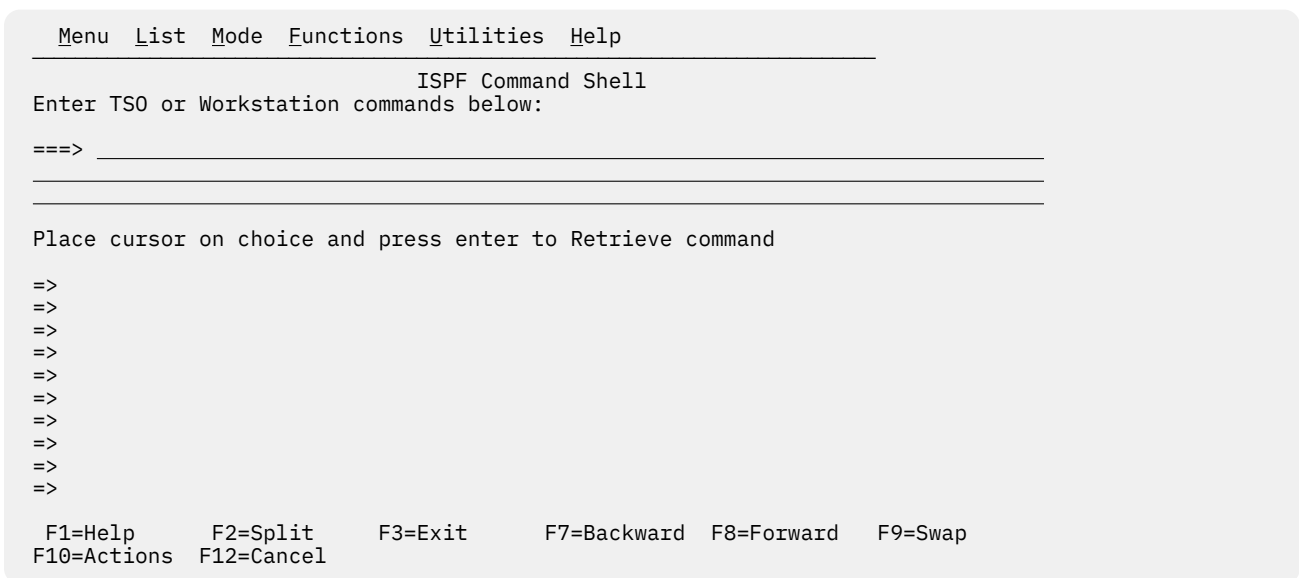 Menu List Mode Functions Utilities Help
ISPF Command Shell
Enter TSO or Workstation commands below:
===>
Place cursor on choice and press enter to Retrieve command
=>
=>
=>
=>
=>
=>
=>
=>
=>
=>
F1=Help F2=Split F3=Exit F7=Backward F8=Forward F9=Swap
F10=Actions F12=Cancel